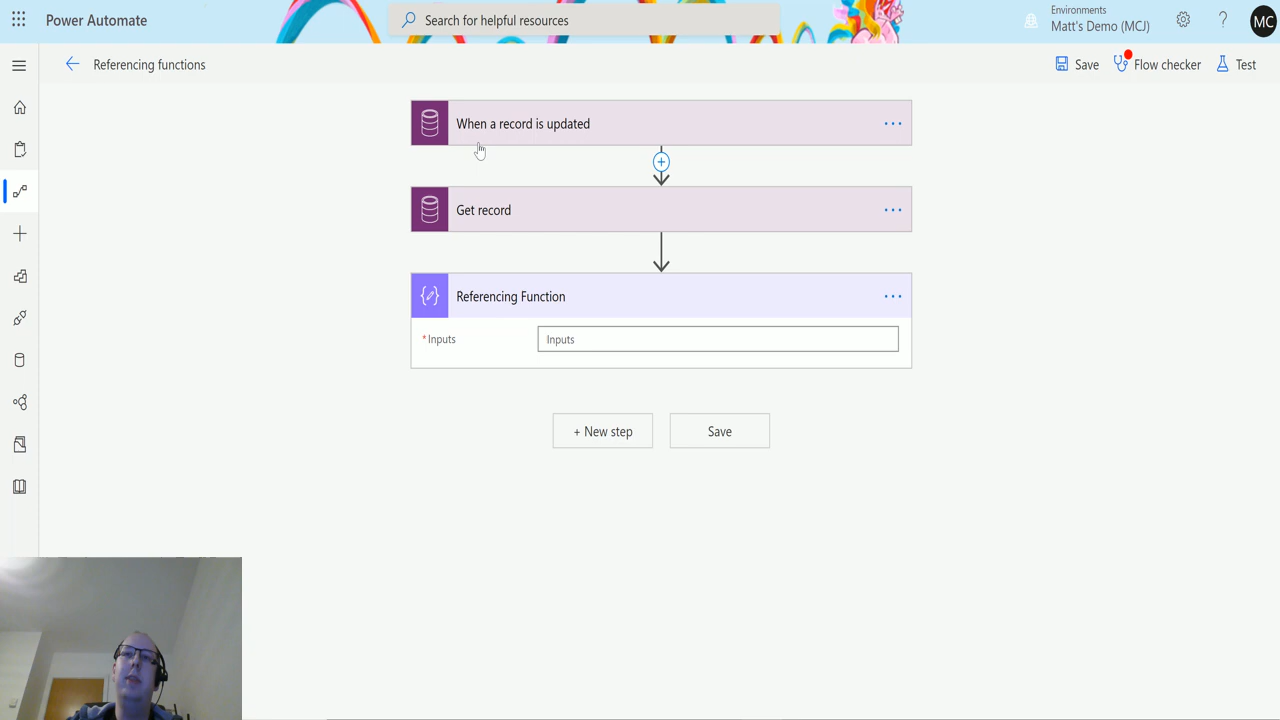 Power Automate
Search for helpful resources
Environments
Matt's Demo (MCJ)
?
MC
Referencing functions
Save
Flow checker
Test
When a record is updated
...
Get record
...
Referencing Function
...
* Inputs
Inputs
+ New step
Save